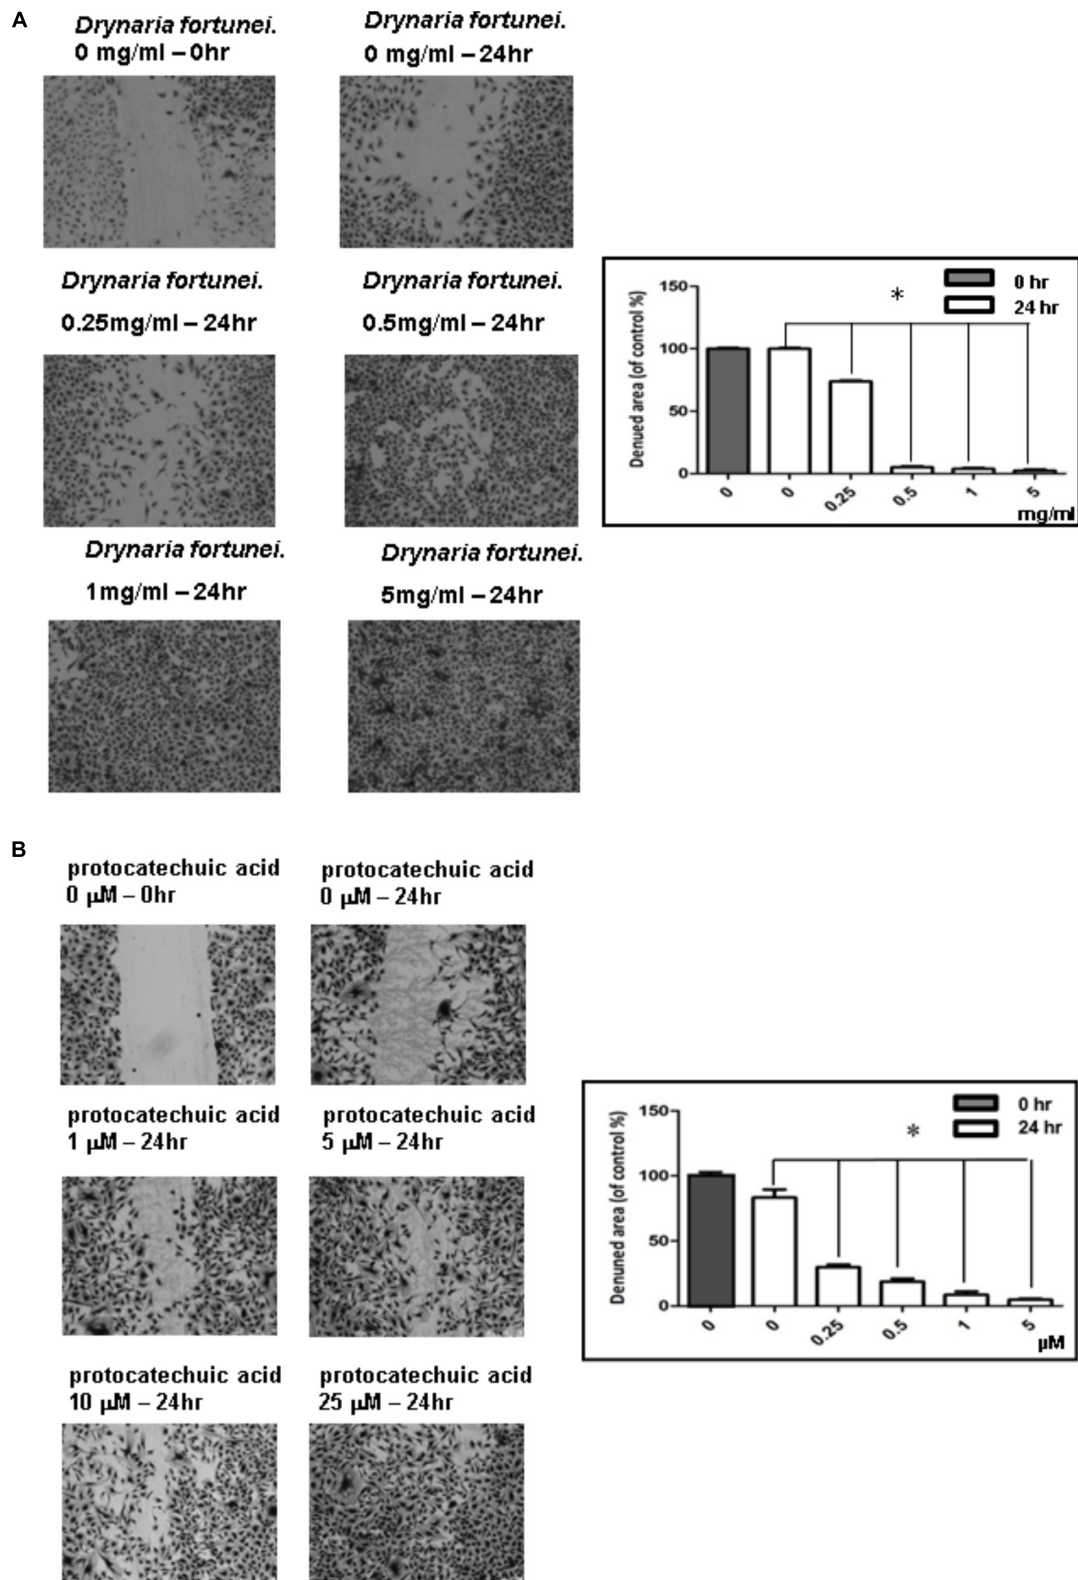 A
Drynaria fortunei.
0 mg/ml – 0hr
Drynaria fortunei.
0 mg/ml – 24hr
Drynaria fortunei.
0.25mg/ml – 24hr
Drynaria fortunei.
0.5mg/ml – 24hr
Drynaria fortunei.
1mg/ml – 24hr
Drynaria fortunei.
5mg/ml – 24hr
Denued area (of control %)
150
100
50
0
*
0 hr
24 hr
0
0
0.25
0.5
1
5
mg/ml
B
protocatechuic acid
0 µM – 0hr
protocatechuic acid
0 µM – 24hr
protocatechuic acid
1 µM – 24hr
protocatechuic acid
5 µM – 24hr
protocatechuic acid
10 µM – 24hr
protocatechuic acid
25 µM – 24hr
Denuned area (of control %)
150
100
50
0
*
0 hr
24 hr
0
0
0.25
0.5
1
5
µM